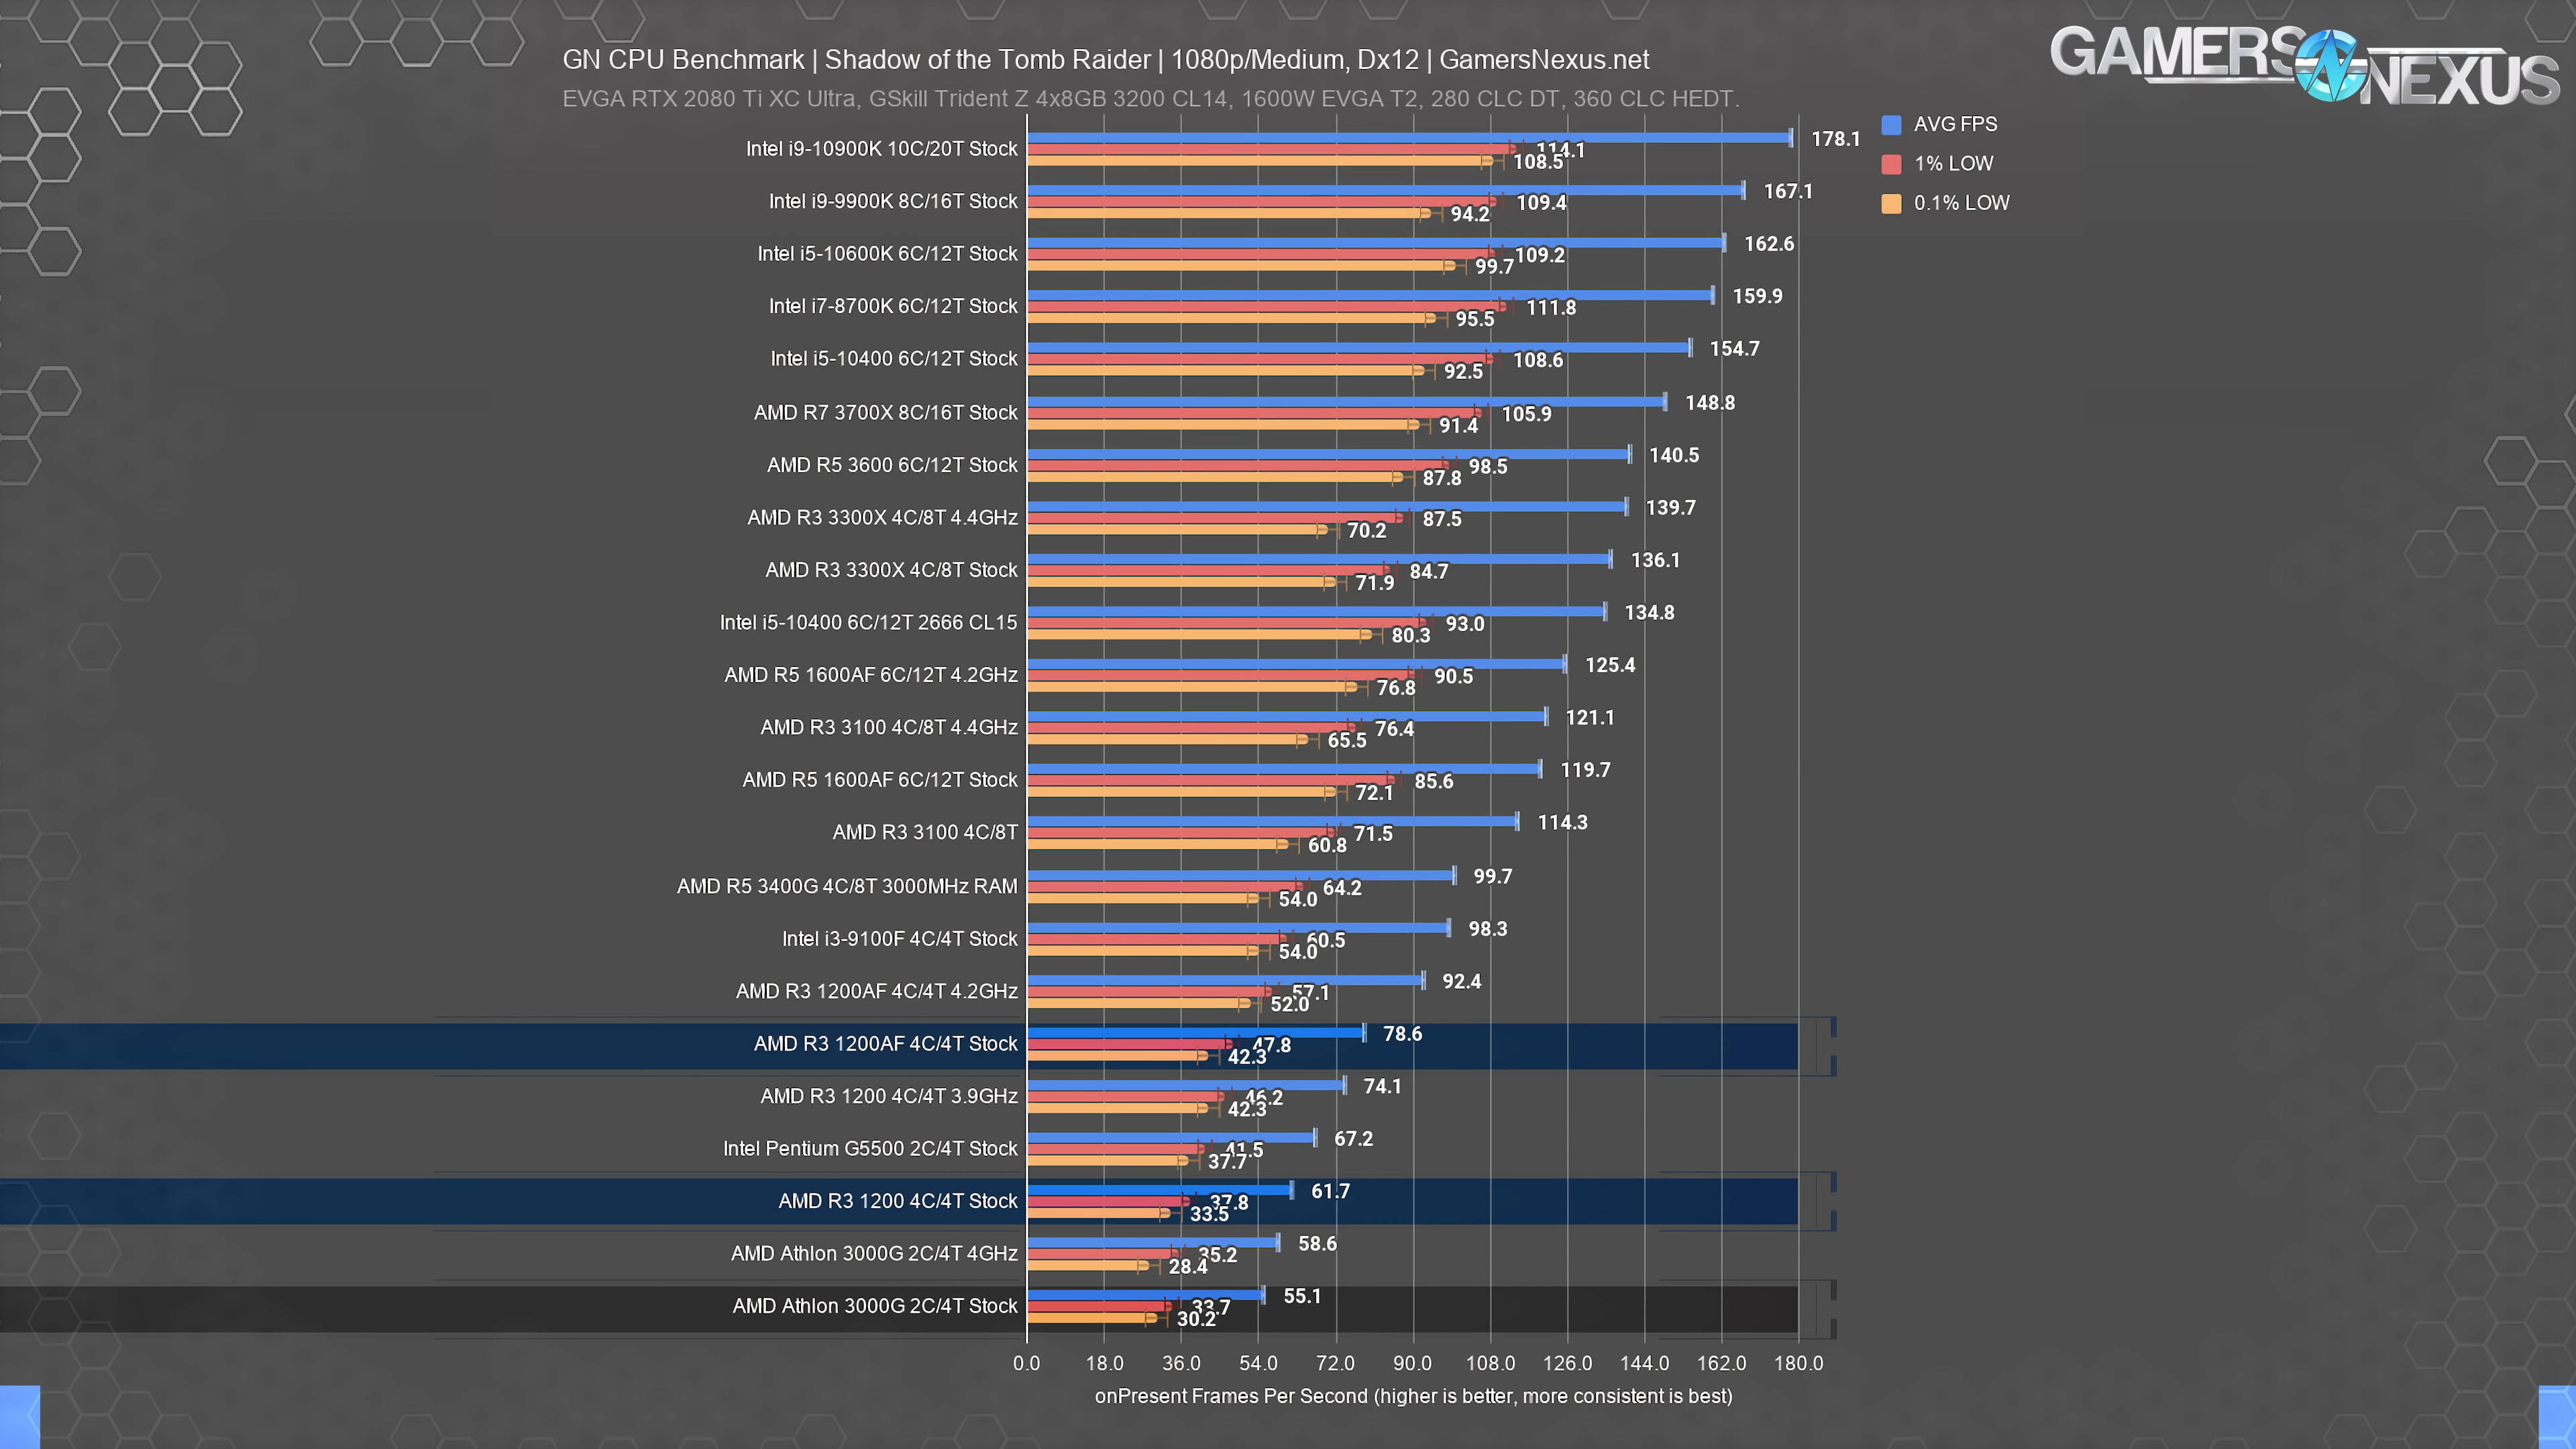 GN CPU Benchmark | Shadow of the Tomb Raider | 1080p/Medium, Dx12 | GamersNexus.net
EVGA RTX 2080 Ti XC Ultra, GSkill Trident Z 4x8GB 3200 CL14, 1600W EVGA T2, 280 CLC DT, 360 CLC HEDT.
GAMERS NEXUS
AVG FPS
1% LOW
0.1% LOW
Intel i9-10900K 10C/20T Stock 178.1 114.1 108.5
Intel i9-9900K 8C/16T Stock 167.1 109.4 94.2
Intel i5-10600K 6C/12T Stock 162.6 109.2 99.7
Intel i7-8700K 6C/12T Stock 159.9 111.8 95.5
Intel i5-10400 6C/12T Stock 154.7 108.6 92.5
AMD R7 3700X 8C/16T Stock 148.8 105.9 91.4
AMD R5 3600 6C/12T Stock 140.5 98.5 87.8
AMD R3 3300X 4C/8T 4.4GHz 139.7 87.5 70.2
AMD R3 3300X 4C/8T Stock 136.1 84.7 71.9
Intel i5-10400 6C/12T 2666 CL15 134.8 93.0 80.3
AMD R5 1600AF 6C/12T 4.2GHz 125.4 90.5 76.8
AMD R3 3100 4C/8T 4.4GHz 121.1 76.4 65.5
AMD R5 1600AF 6C/12T Stock 119.7 85.6 72.1
AMD R3 3100 4C/8T 114.3 71.5 60.8
AMD R5 3400G 4C/8T 3000MHz RAM 99.7 64.2 54.0
Intel i3-9100F 4C/4T Stock 98.3 60.5 54.0
AMD R3 1200AF 4C/4T 4.2GHz 92.4 57.1 52.0
AMD R3 1200AF 4C/4T Stock 78.6 47.8 42.3
AMD R3 1200 4C/4T 3.9GHz 74.1 46.2 42.3
Intel Pentium G5500 2C/4T Stock 67.2 41.5 37.7
AMD R3 1200 4C/4T Stock 61.7 37.8 33.5
AMD Athlon 3000G 2C/4T 4GHz 58.6 35.2 28.4
AMD Athlon 3000G 2C/4T Stock 55.1 33.7 30.2
0.0 18.0 36.0 54.0 72.0 90.0 108.0 126.0 144.0 162.0 180.0
onPresent Frames Per Second (higher is better, more consistent is best)